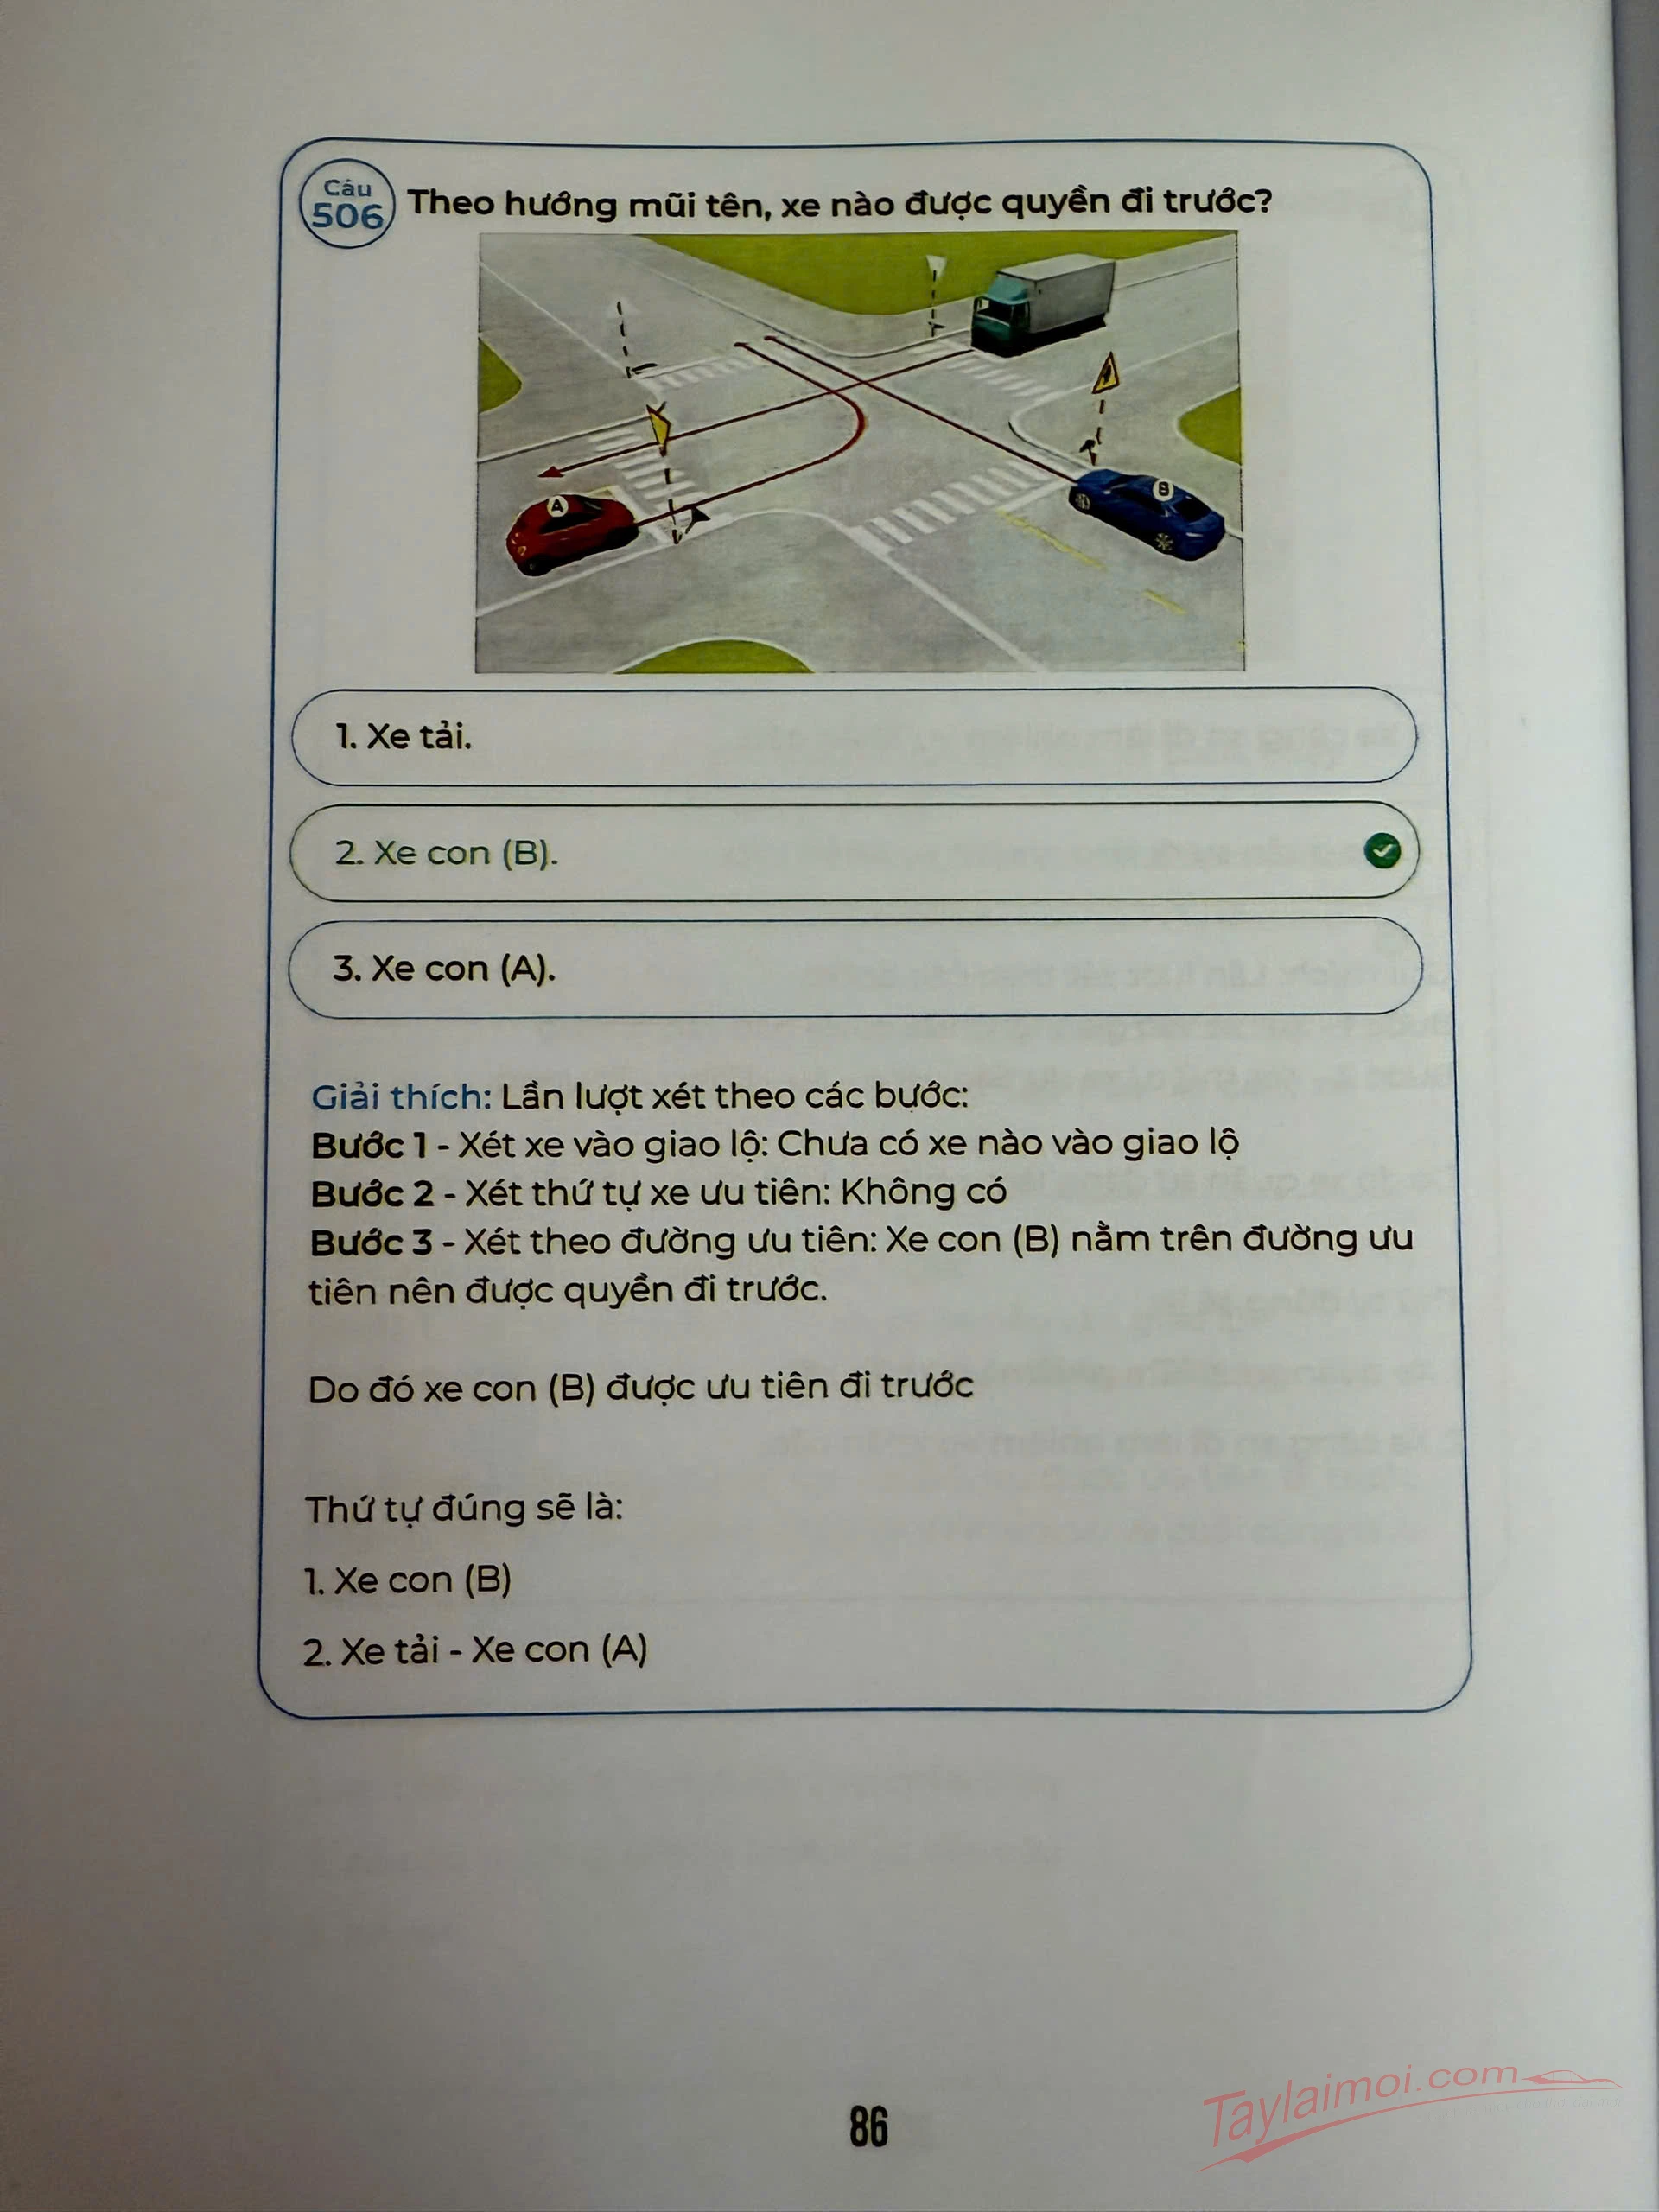 Câu
506
Theo hướng mũi tên, xe nào được quyền đi trước?
A
B
1. Xe tải.
2. Xe con (B).
3. Xe con (A).
Giải thích: Lần lượt xét theo các bước:
Bước 1 - Xét xe vào giao lộ: Chưa có xe nào vào giao lộ
Bước 2 - Xét thứ tự xe ưu tiên: Không có
Bước 3 - Xét theo đường ưu tiên: Xe con (B) nằm trên đường ưu
tiên nên được quyền đi trước.
Do đó xe con (B) được ưu tiên đi trước
Thứ tự đúng sẽ là:
1. Xe con (B)
2. Xe tải - Xe con (A)
86
Taylaimoi.com